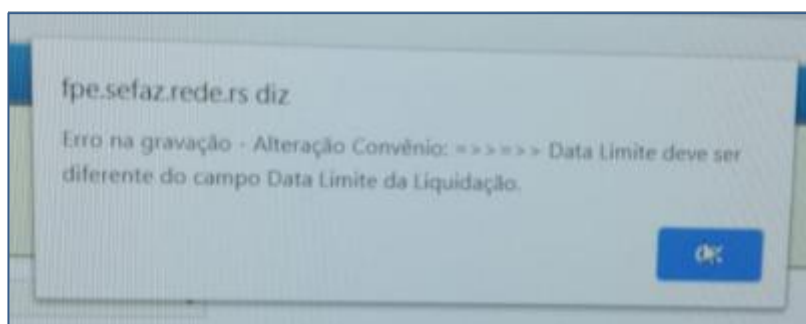 fpe.sefaz.rede.rs diz
Erro na gravação - Alteração Convênio: =>>=>> Data Limite deve ser
diferente do campo Data Limite da Liquidação.
OK